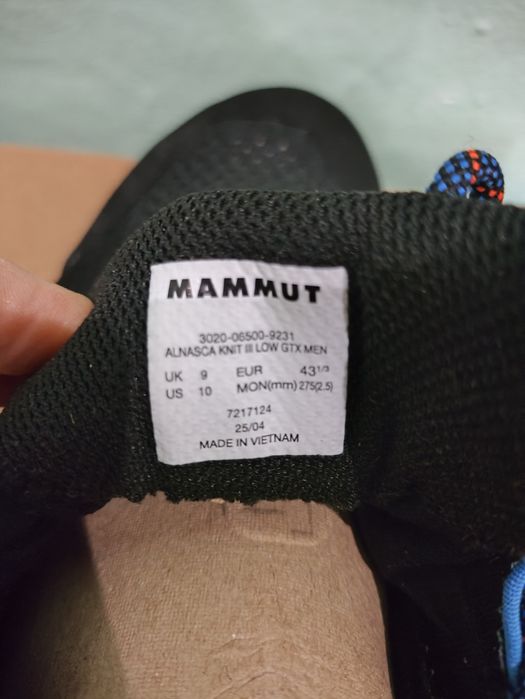 MAMMUT
3020-06500-9231
ALNASCA KNIT III LOW GTX MEN
UK 9 EUR 43 1/3
US 10 MON(mm) 275(2.5)
7217124
25/04
MADE IN VIETNAM